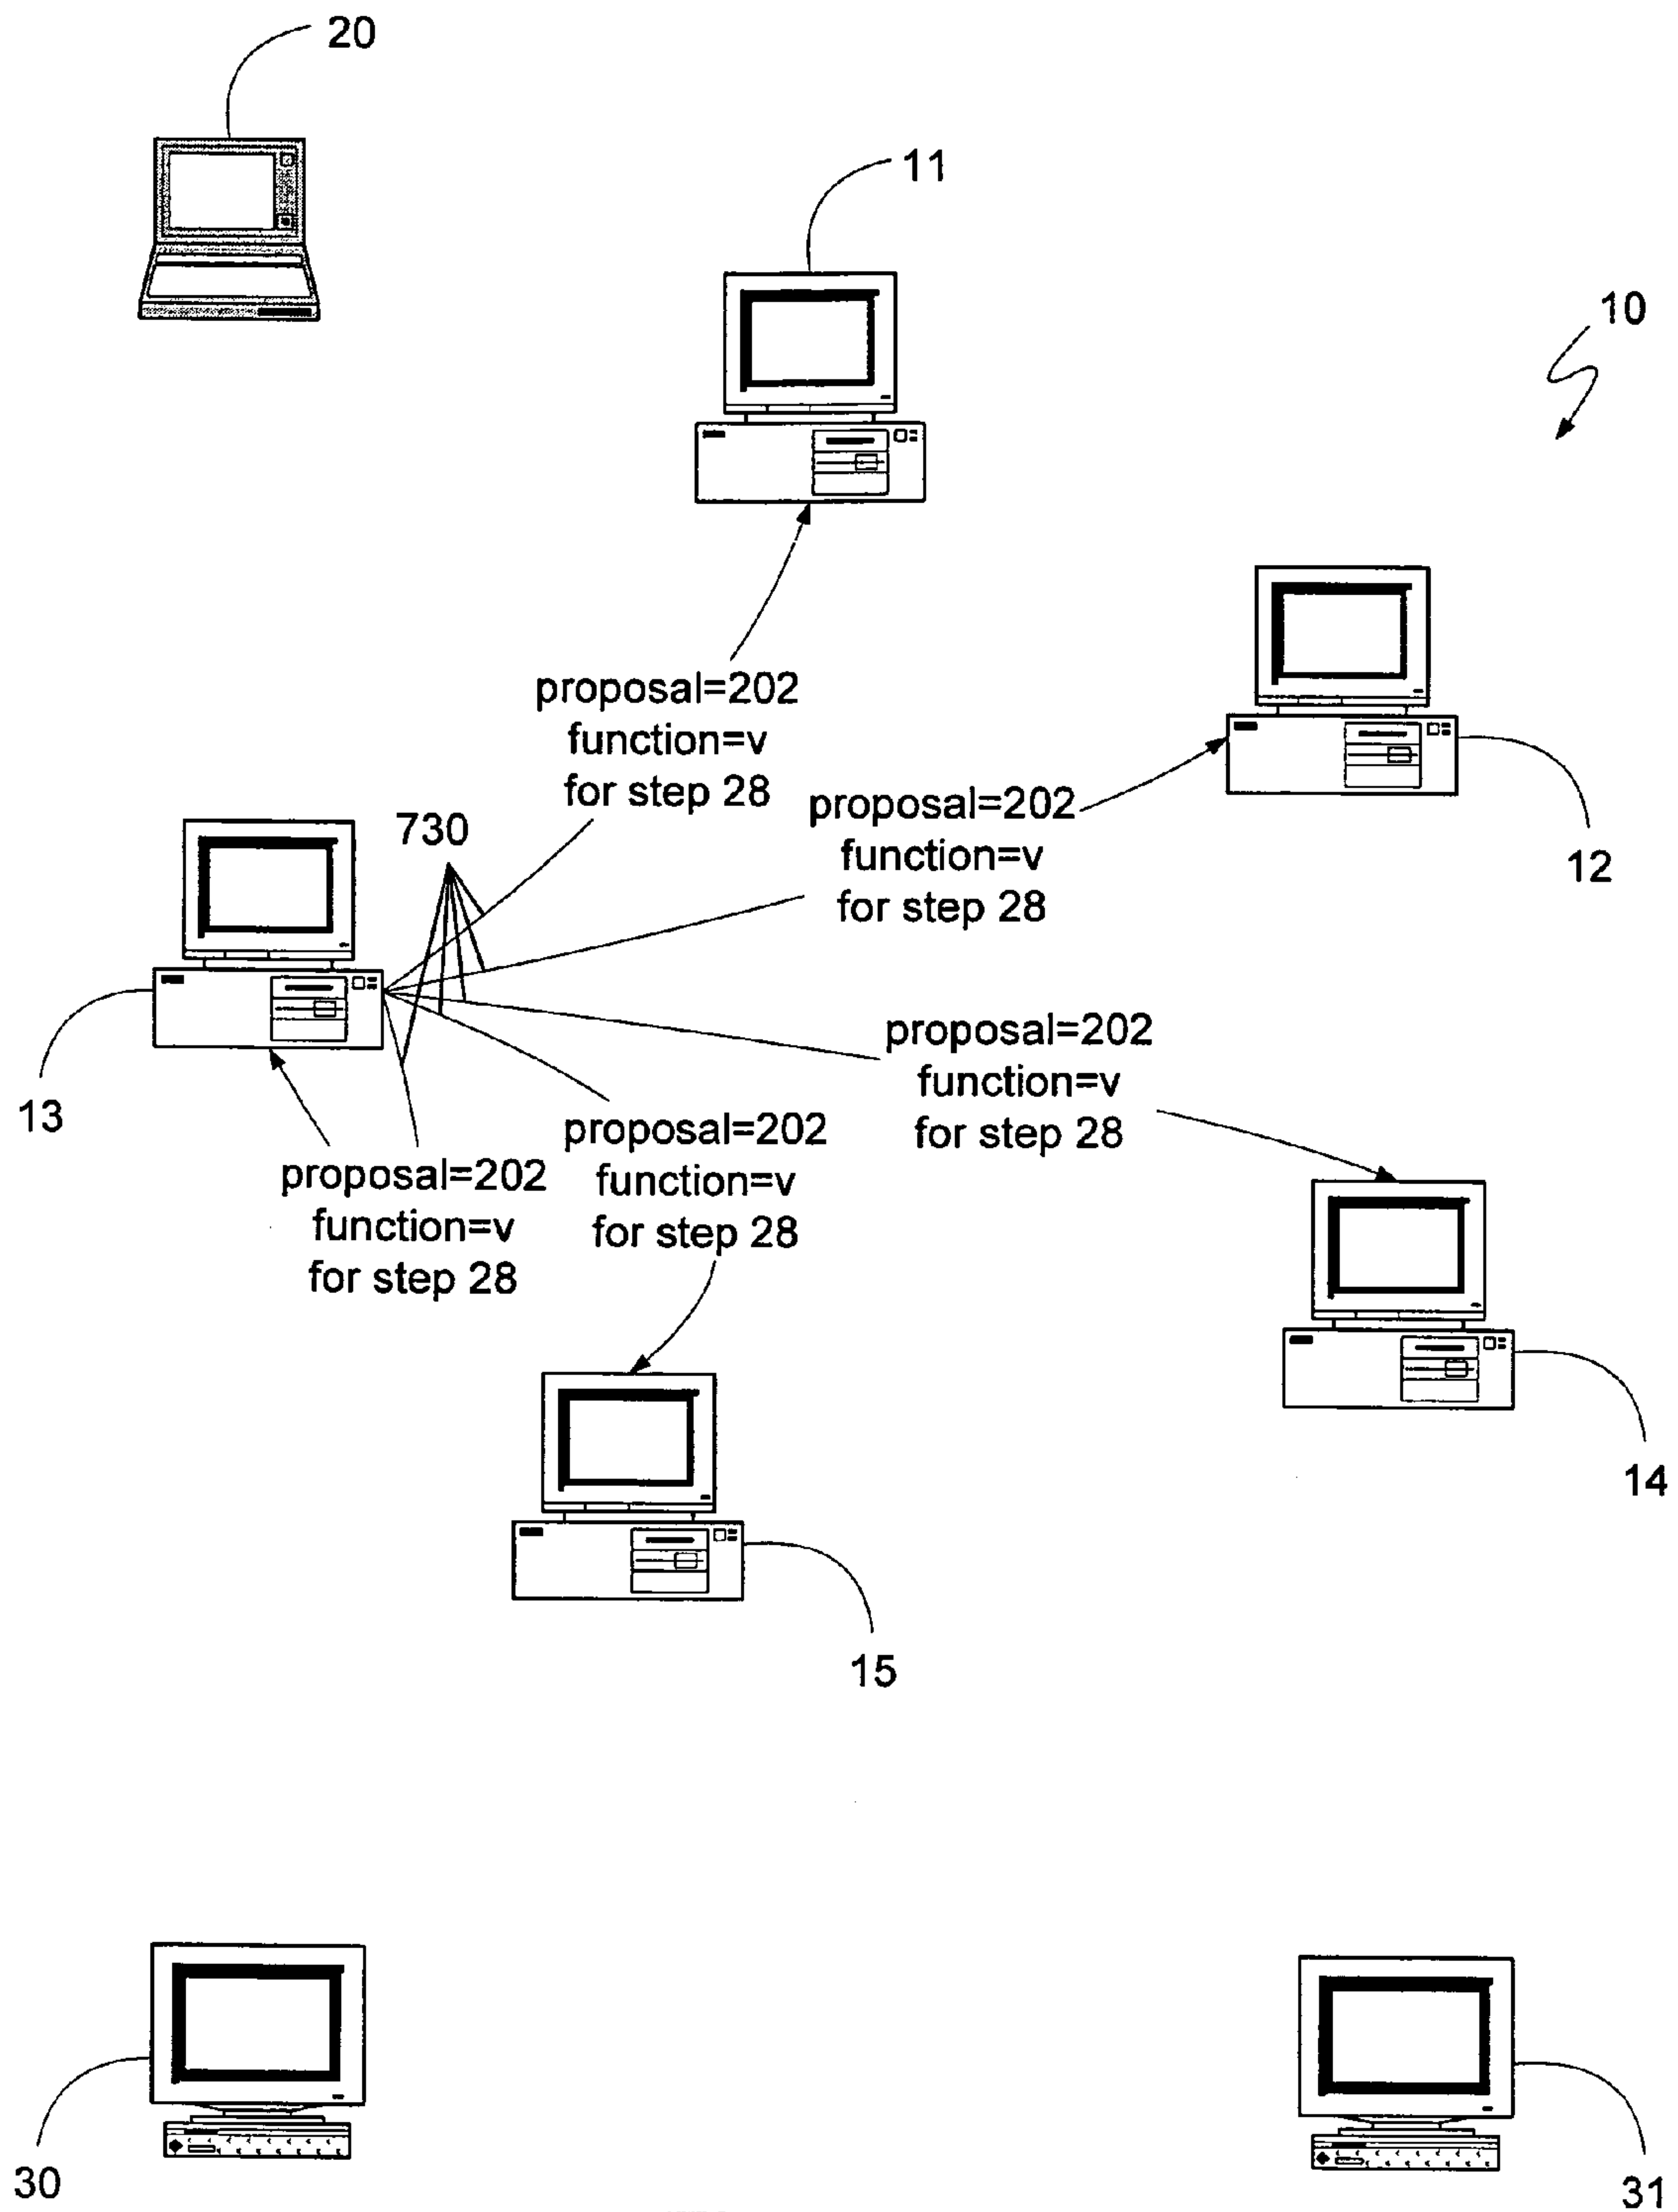 20
11
10
proposal=202
function=v
for step 28
proposal=202
function=v
for step 28
12
730
13
proposal=202
function=v
for step 28
proposal=202
function=v
for step 28
proposal=202
function=v
for step 28
14
15
30
31